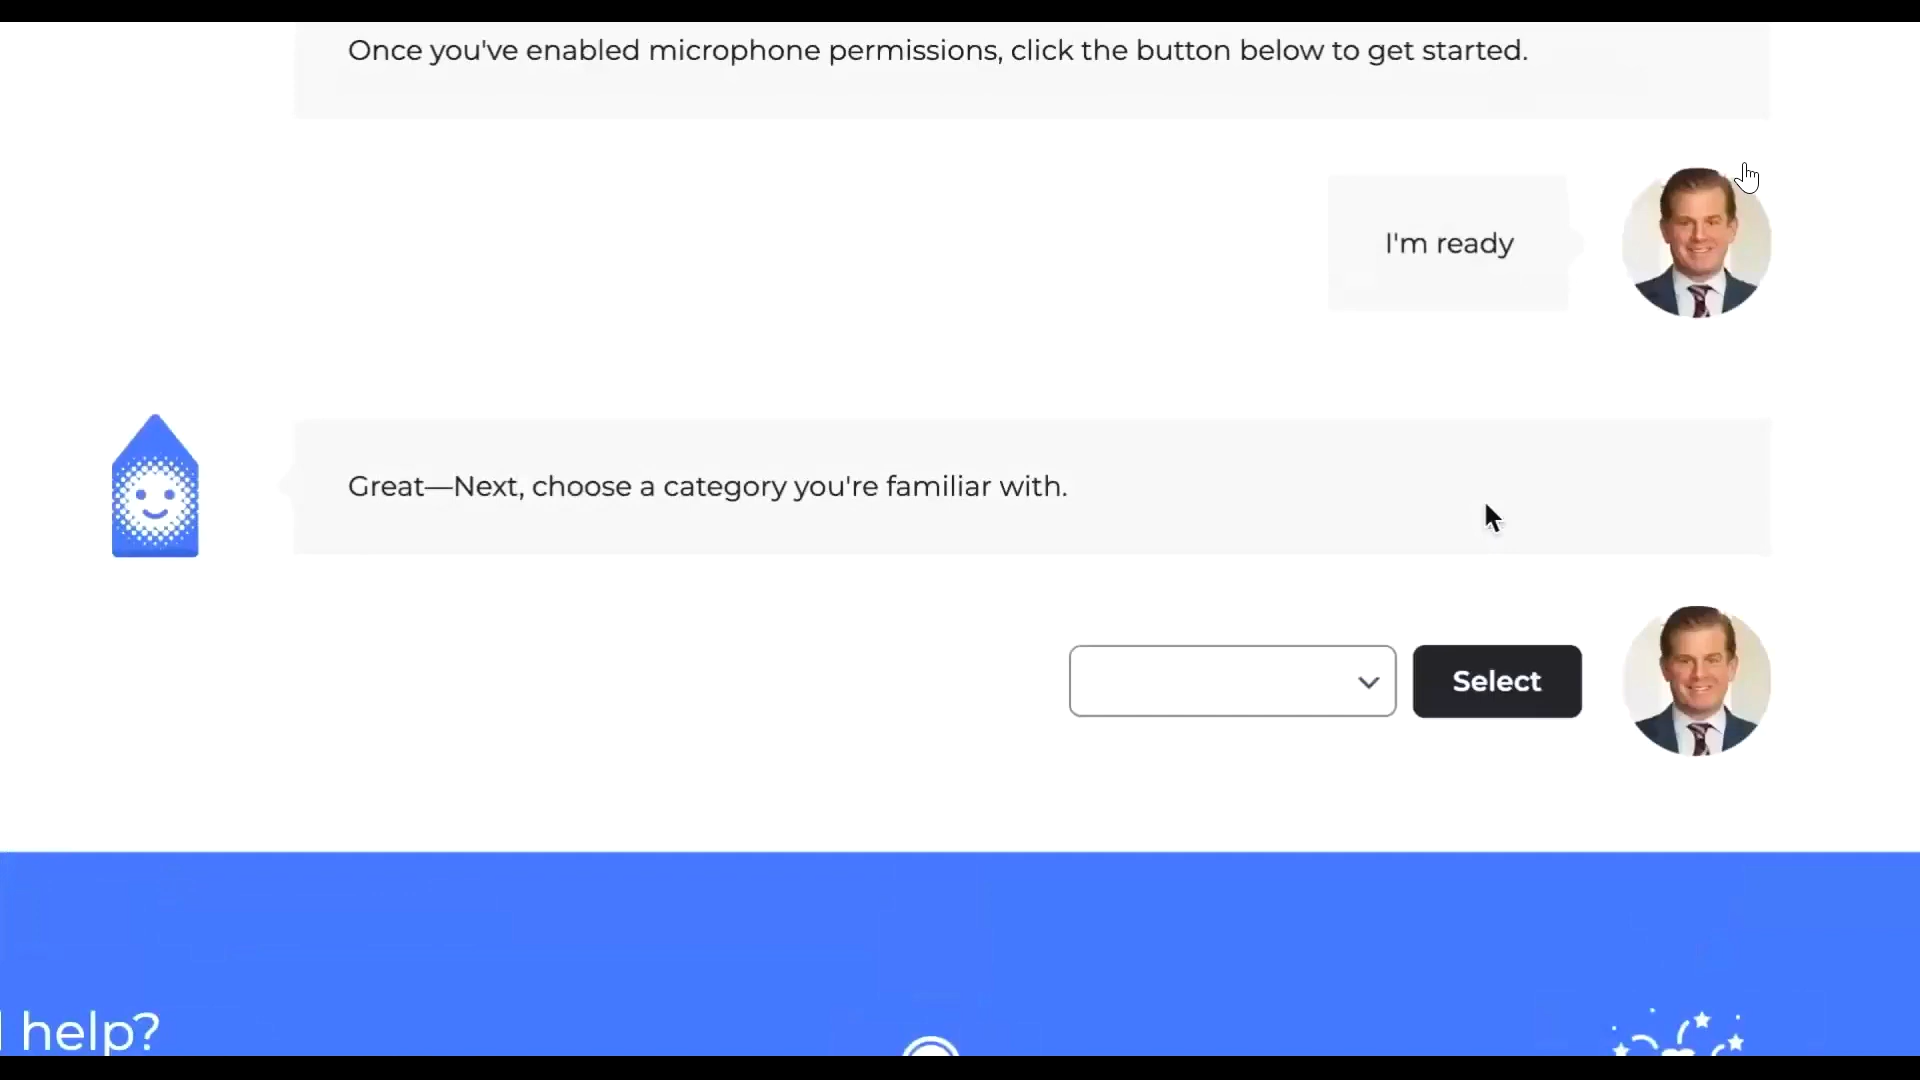 Once you've enabled microphone permissions, click the button below to get started.
I'm ready
Great—Next, choose a category you're familiar with.
Select
help?